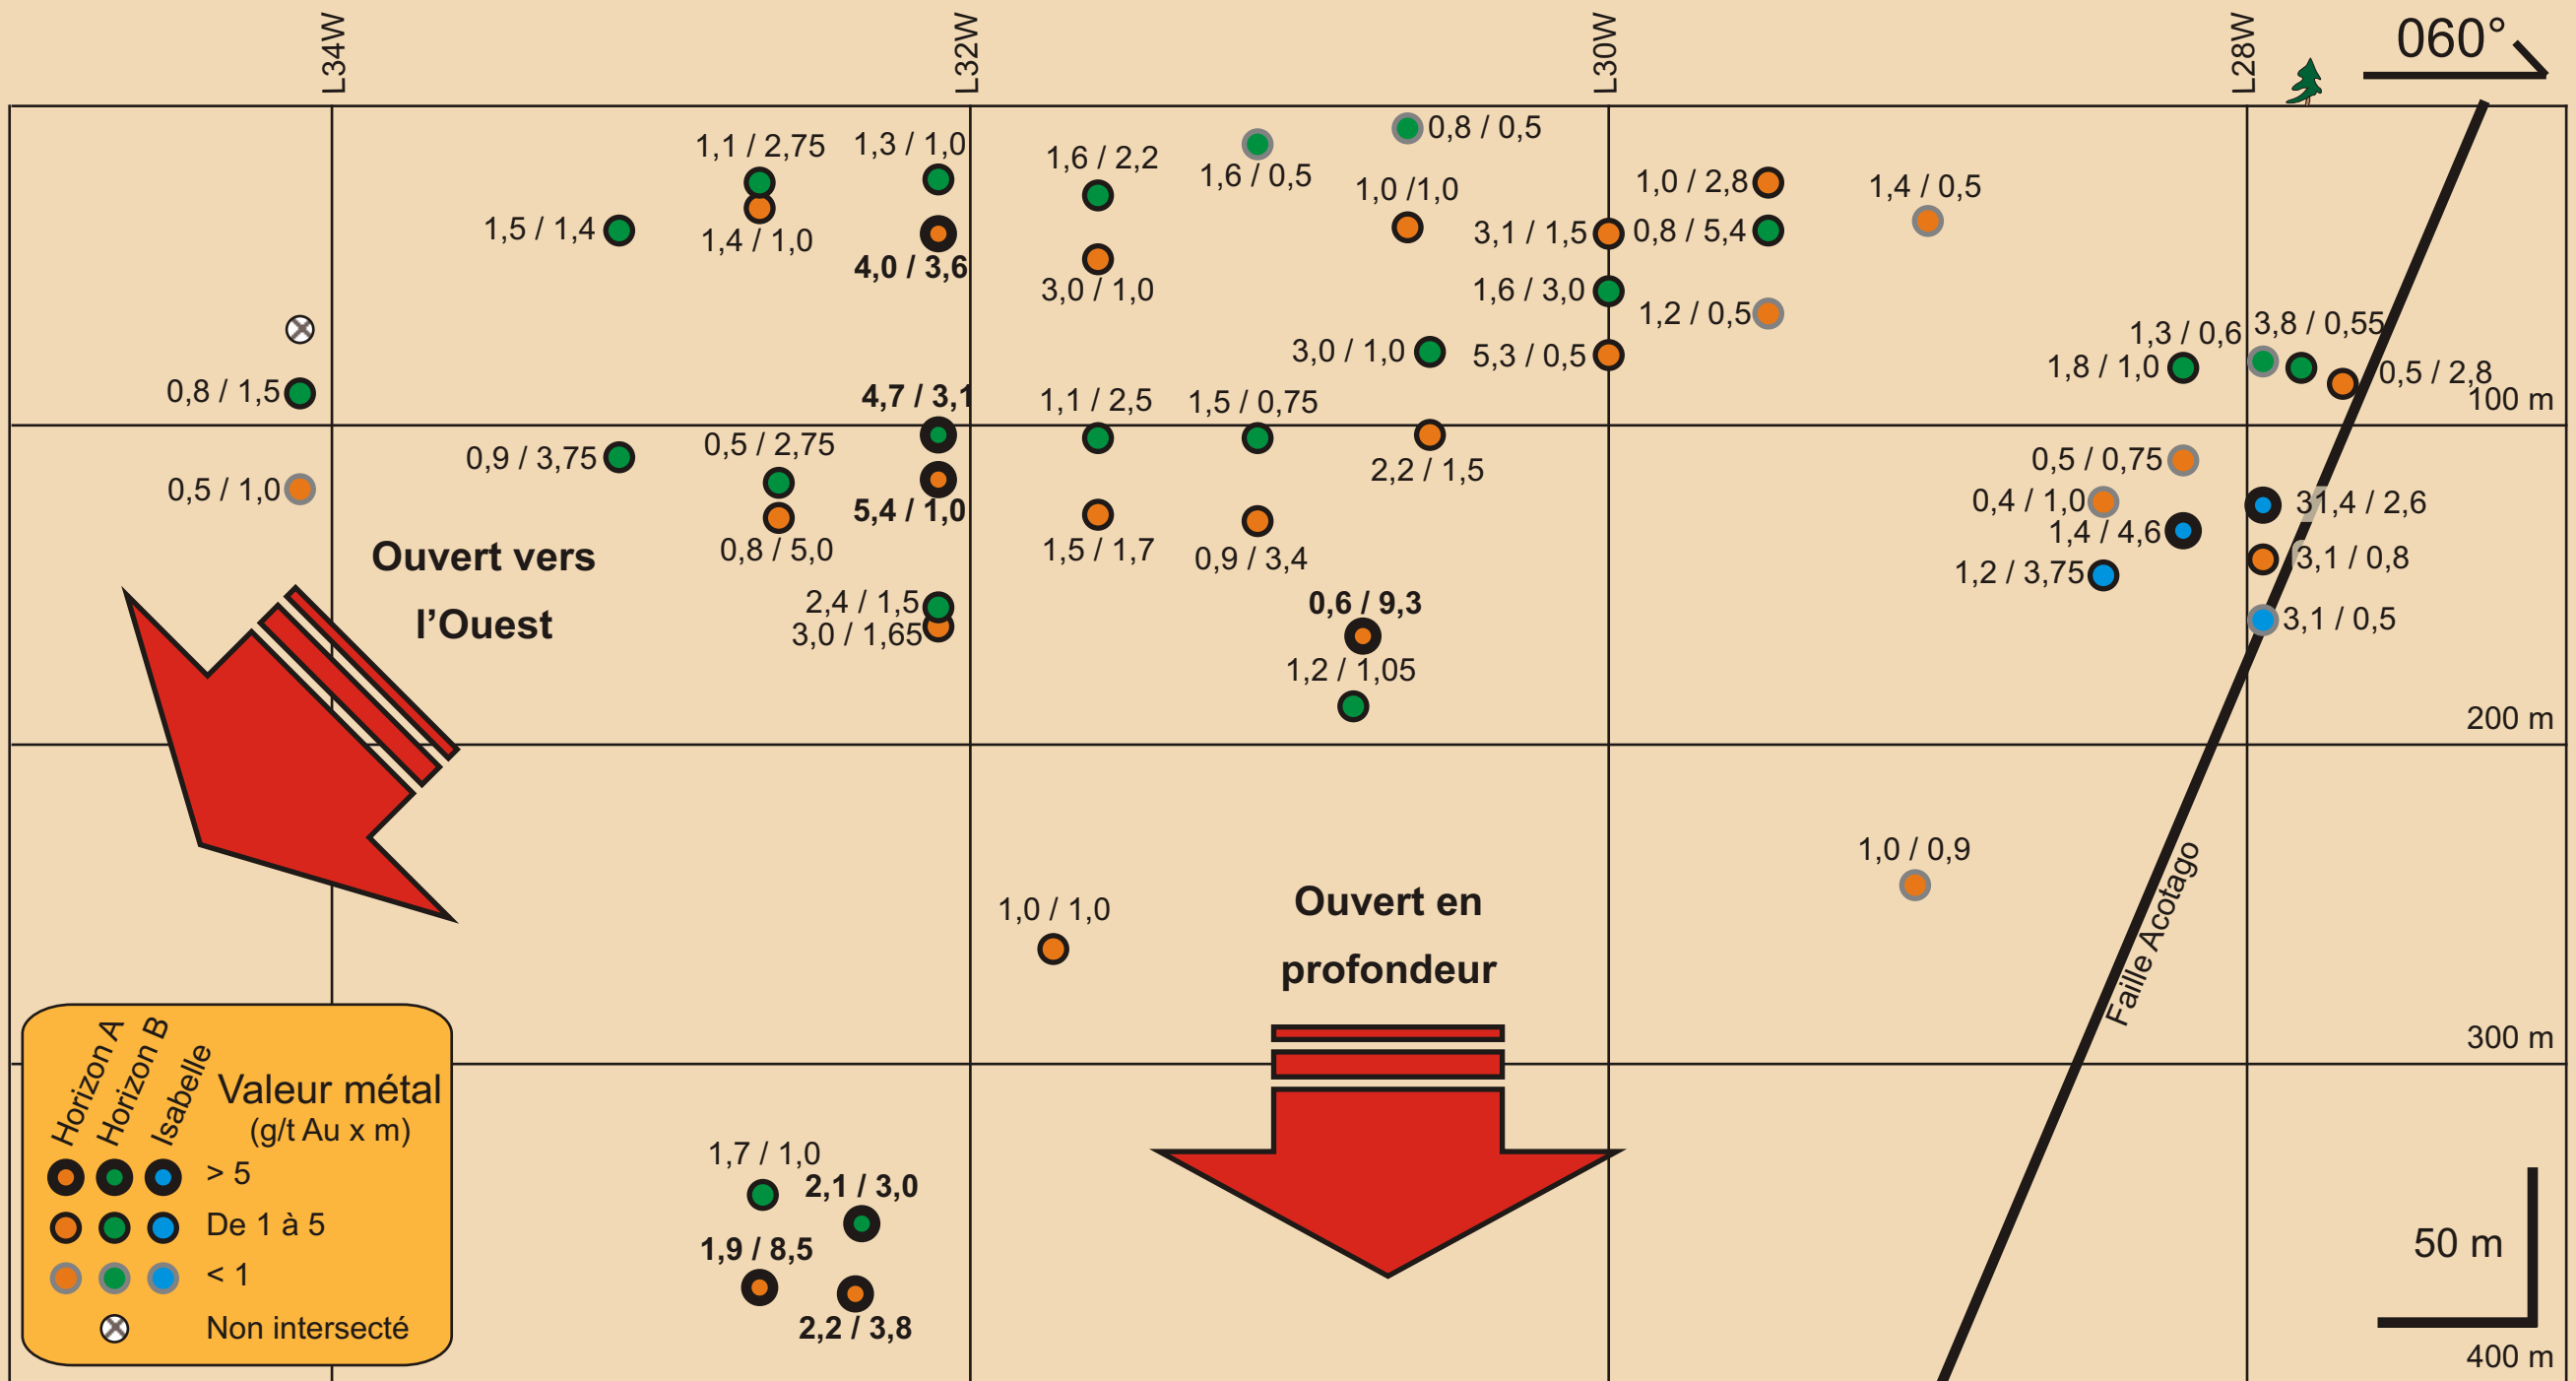 L34W
L32W
L30W
L28W
060°
0,8 / 0,5
1,1 / 2,75
1,3 / 1,0
1,6 / 2,2
1,6 / 0,5
1,0 /1,0
1,0 / 2,8
1,4 / 0,5
1,5 / 1,4
1,4 / 1,0
4,0 / 3,6
3,0 / 1,0
3,1 / 1,5
0,8 / 5,4
1,6 / 3,0
1,2 / 0,5
1,3 / 0,6
3,8 / 0,55
3,0 / 1,0
5,3 / 0,5
1,8 / 1,0
0,5 / 2,8
0,8 / 1,5
4,7 / 3,1
1,1 / 2,5
1,5 / 0,75
100 m
0,9 / 3,75
0,5 / 2,75
2,2 / 1,5
0,5 / 0,75
0,5 / 1,0
5,4 / 1,0
0,4 / 1,0
31,4 / 2,6
1,4 / 4,6
0,8 / 5,0
1,5 / 1,7
0,9 / 3,4
3,1 / 0,8
1,2 / 3,75
Ouvert vers
l’Ouest
2,4 / 1,5
3,0 / 1,65
0,6 / 9,3
3,1 / 0,5
1,2 / 1,05
200 m
1,0 / 0,9
1,0 / 1,0
Ouvert en
profondeur
Faille Acotago
300 m
Horizon A
Horizon B
Isabelle
Valeur métal
(g/t Au x m)
> 5
De 1 à 5
< 1
Non intersecté
1,7 / 1,0
2,1 / 3,0
1,9 / 8,5
2,2 / 3,8
50 m
400 m